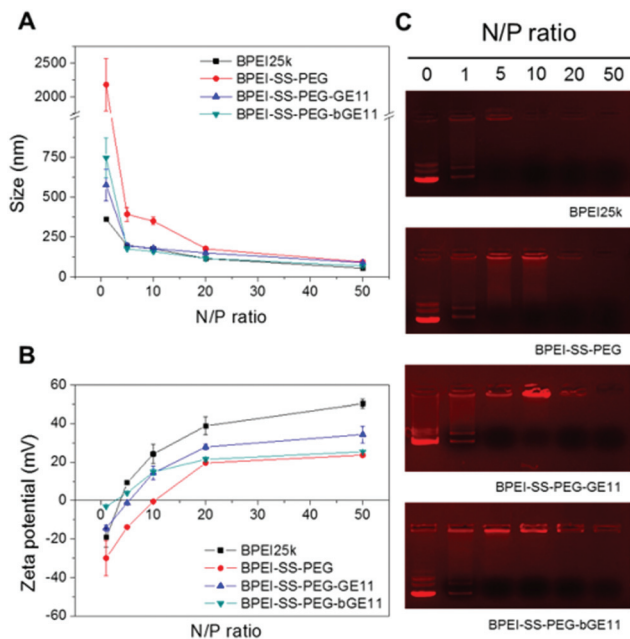 A
Size (nm)
2500
2250
2000
750
500
250
0
0 10 20 30 40 50
N/P ratio
BPEI25k
BPEI-SS-PEG
BPEI-SS-PEG-GE11
BPEI-SS-PEG-bGE11
B
Zeta potential (mV)
60
40
20
0
-20
-40
-60
0 10 20 30 40 50
BPEI25k
BPEI-SS-PEG
BPEI-SS-PEG-GE11
BPEI-SS-PEG-bGE11
N/P ratio
C
N/P ratio
0 1 5 10 20 50
BPEI25k
BPEI-SS-PEG
BPEI-SS-PEG-GE11
BPEI-SS-PEG-bGE11